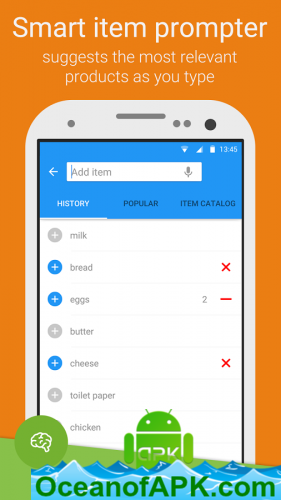 Smart item prompter
suggests the most relevant
products as you type
13:45
Add item
HISTORY POPULAR ITEM CATALOG
milk
bread
eggs 2
butter
cheese
toilet paper
chicken
APK
OceanofAPK.com